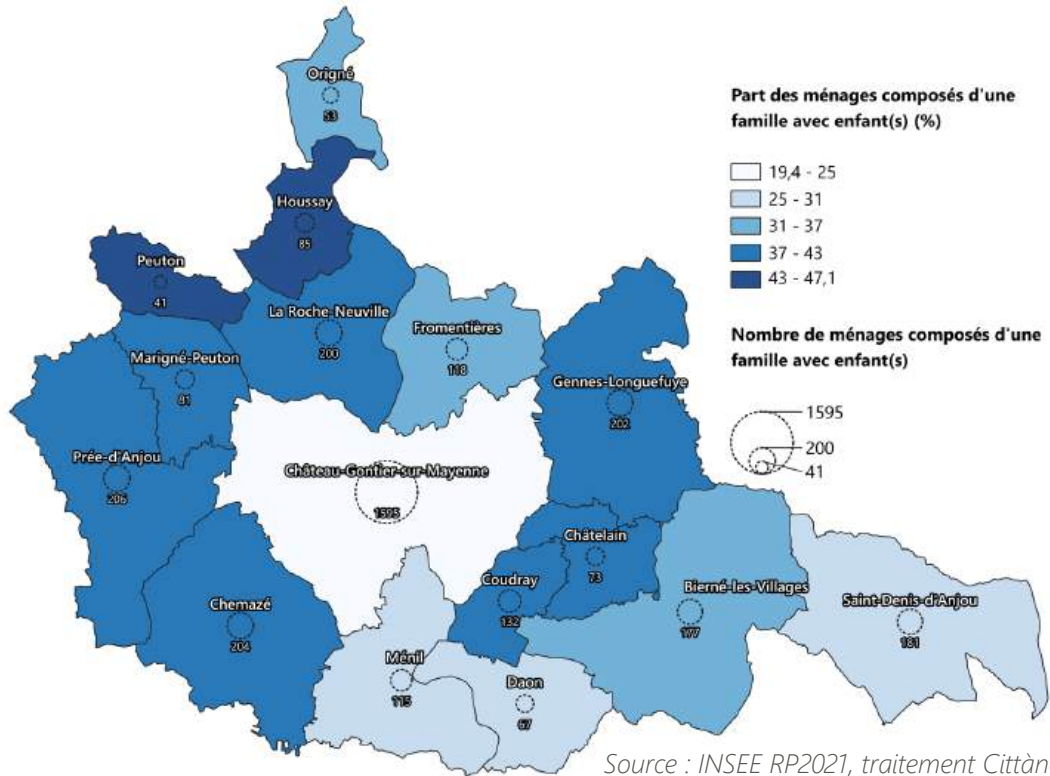 Origné
53
Houssay
85
Peuton
41
La Roche-Neuville
200
Fromentières
118
Marigné-Peuton
81
Gennes-Longuefuye
202
Prée-d'Anjou
206
Château-Gontier-sur-Mayenne
1595
Châtelain
73
Coudray
132
Bierné-les-Villages
177
Saint-Denis-d'Anjou
181
Chemazé
204
Ménil
115
Daon
67
Part des ménages composés d'une
famille avec enfant(s) (%)
19,4 - 25
25 - 31
31 - 37
37 - 43
43 - 47,1
Nombre de ménages composés d'une
famille avec enfant(s)
1595
200
41
Source : INSEE RP2021, traitement Cittàn